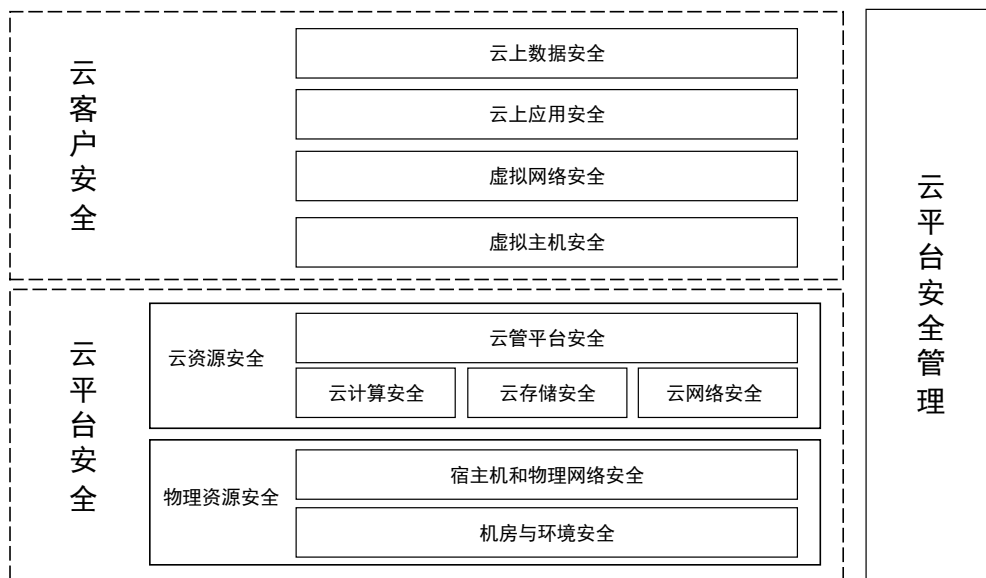 云客户安全
云上数据安全
云上应用安全
虚拟网络安全
虚拟主机安全
云平台安全
云资源安全
云管平台安全
云计算安全
云存储安全
云网络安全
物理资源安全
宿主机和物理网络安全
机房与环境安全
云平台安全管理